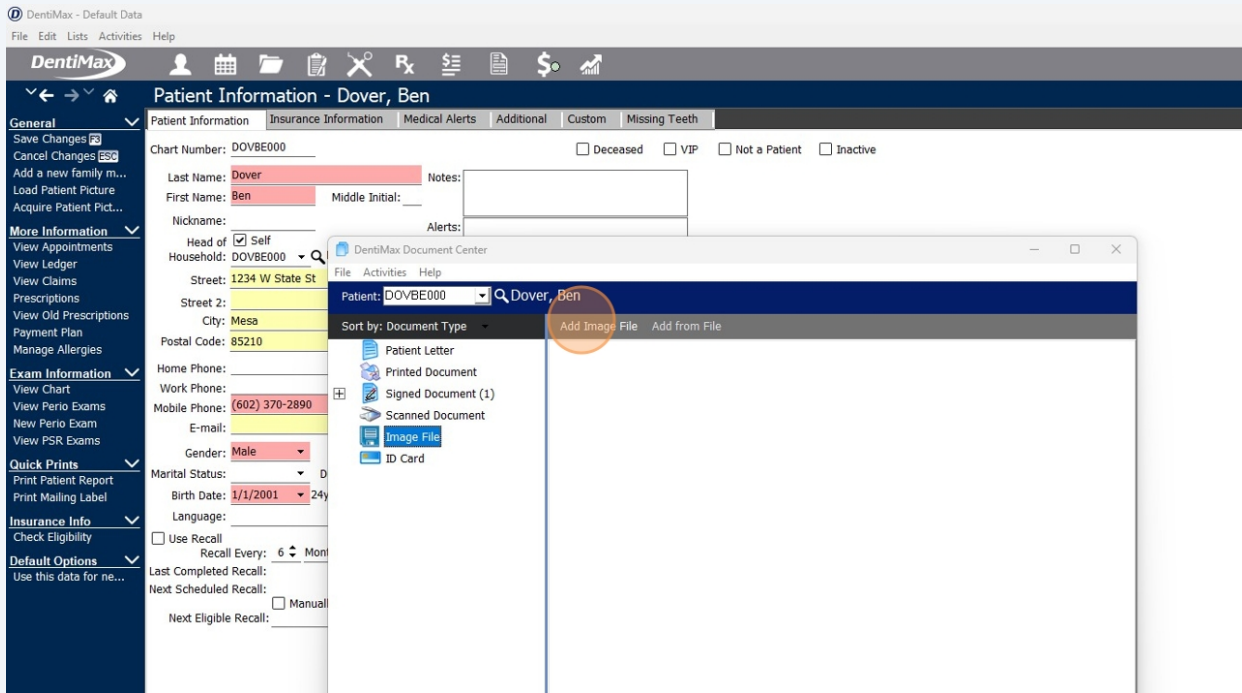 DentiMax - Default Data
File Edit Lists Activities Help
DentiMax
Patient Information - Dover, Ben
General
Save Changes F3
Cancel Changes ESC
Add a new family m...
Load Patient Picture
Acquire Patient Pict...
More Information
View Appointments
View Ledger
View Claims
Prescriptions
View Old Prescriptions
Payment Plan
Manage Allergies
Exam Information
View Chart
View Perio Exams
New Perio Exam
View PSR Exams
Quick Prints
Print Patient Report
Print Mailing Label
Insurance Info
Check Eligibility
Default Options
Use this data for ne...
Patient Information Insurance Information Medical Alerts Additional Custom Missing Teeth
Chart Number: DOVBE000 Deceased VIP Not a Patient Inactive
Last Name: Dover Notes:
First Name: Ben Middle Initial:
Nickname: Alerts:
Head of Self
Household: DOVBE000
Street: 1234 W State St
Street 2:
City: Mesa
Postal Code: 85210
Home Phone:
Work Phone:
Mobile Phone: (602) 370-2890
E-mail:
Gender: Male
Marital Status: D
Birth Date: 1/1/2001 24y
Language:
Use Recall
Recall Every: 6 Mont
Last Completed Recall:
Next Scheduled Recall:
Manuall
Next Eligible Recall:
DentiMax Document Center
File Activities Help
Patient: DOVBE000 Dover, Ben
Sort by: Document Type Add Image File Add from File
Patient Letter
Printed Document
Signed Document (1)
Scanned Document
Image File
ID Card